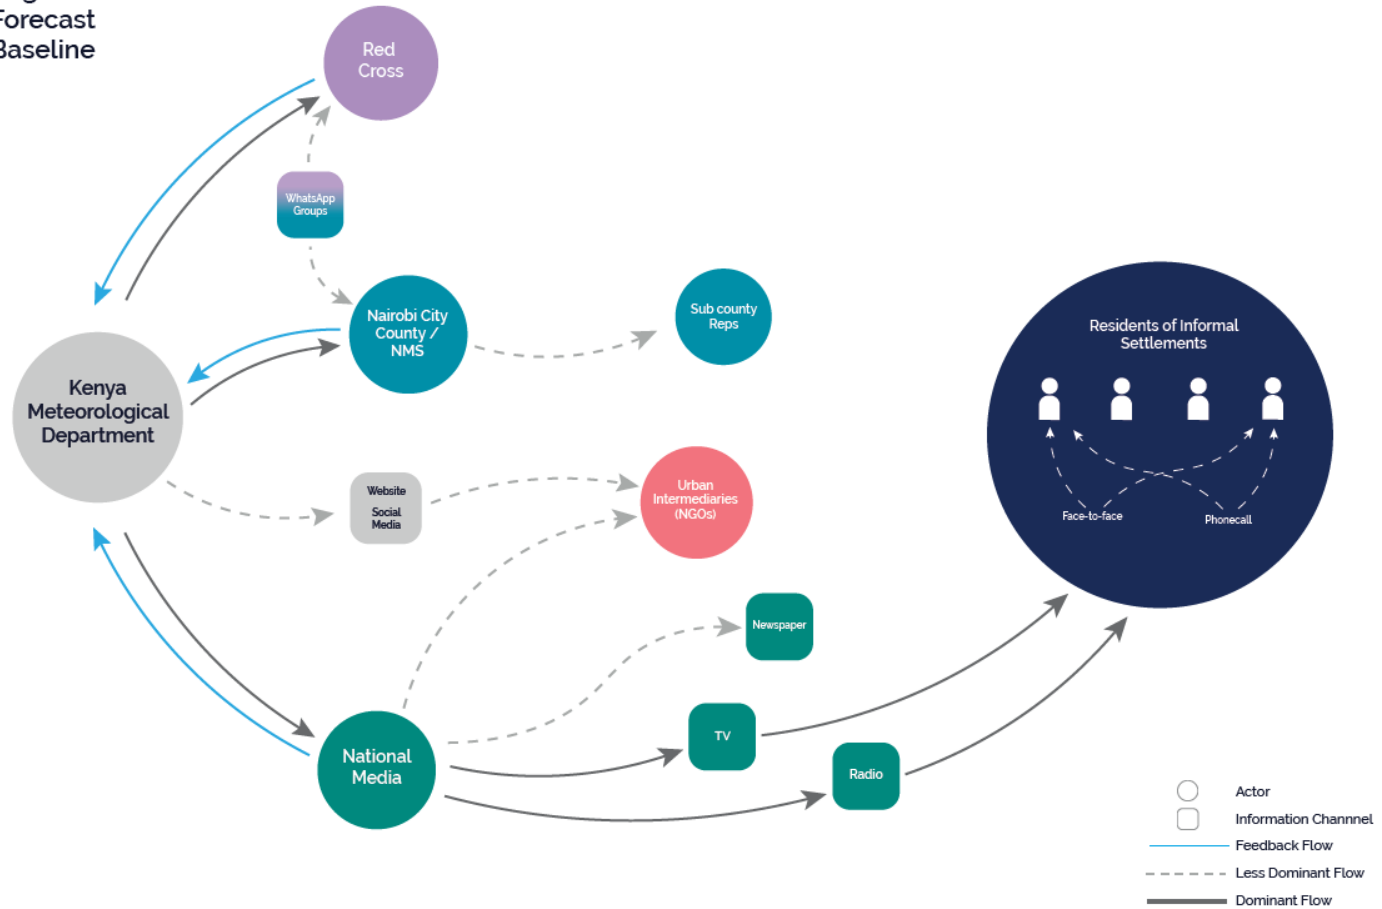 Forecast
Baseline
Red
Cross
WhatsApp
Groups
Nairobi City
County /
NMS
Sub county
Reps
Residents of Informal
Settlements
Kenya
Meteorological
Department
Website
Social
Media
Urban
Intermediaries
(NGOs)
Face-to-face
Phonecall
Newspaper
TV
National
Media
Radio
Actor
Information Channnel
Feedback Flow
Less Dominant Flow
Dominant Flow